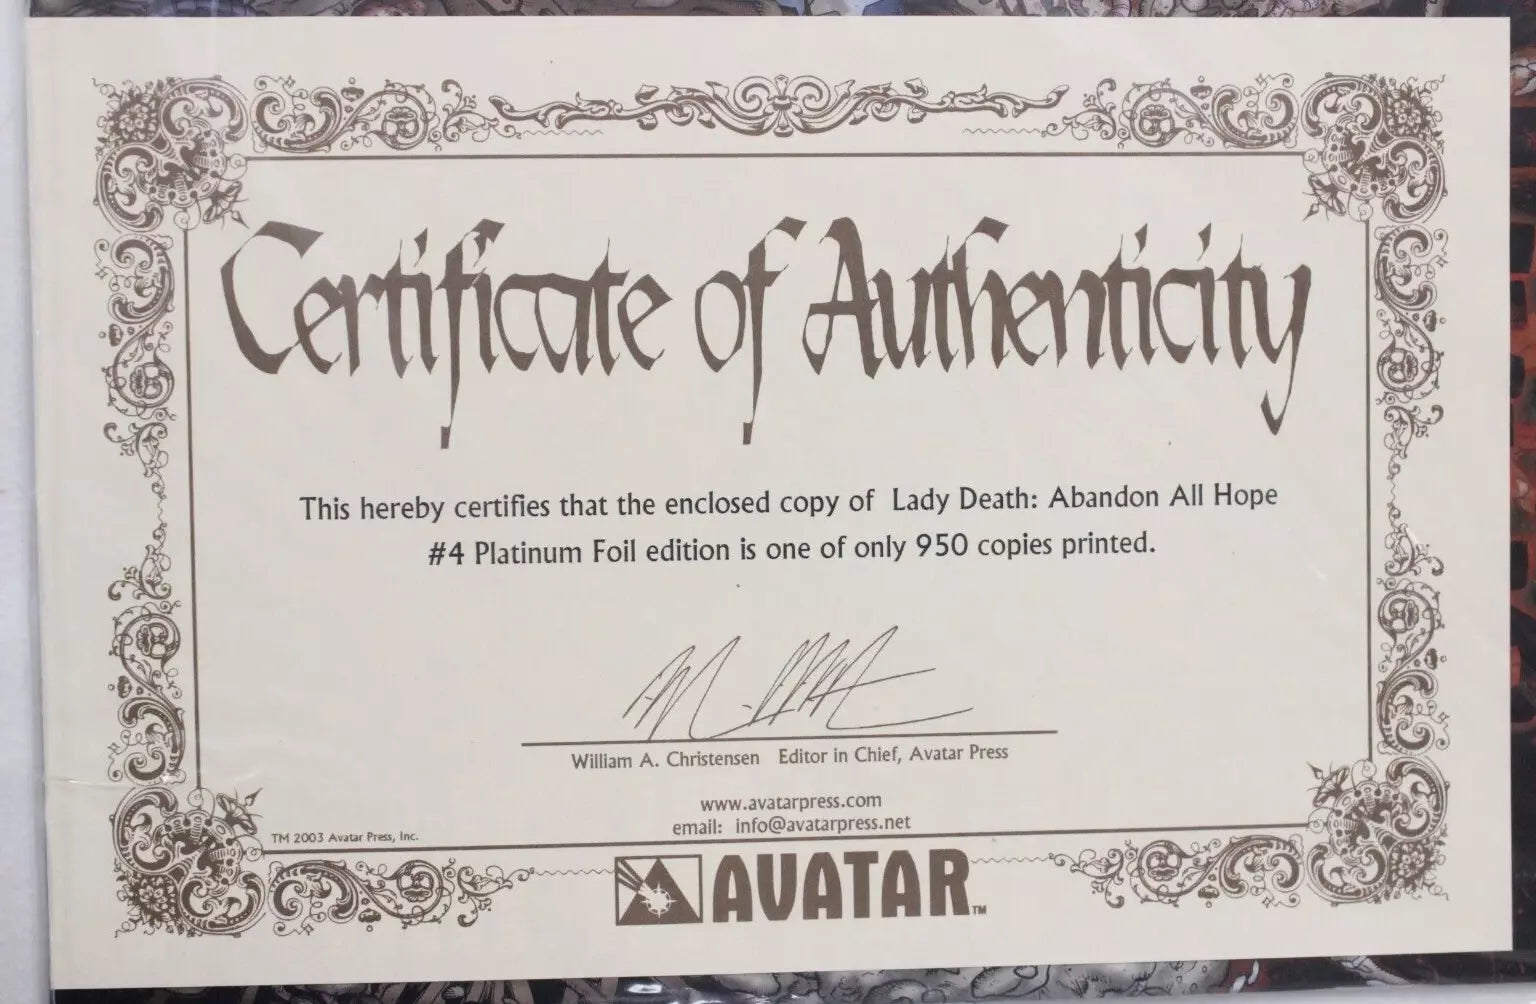 Certificate of Authenticity
This hereby certifies that the enclosed copy of Lady Death: Abandon All Hope
#4 Platinum Foil edition is one of only 950 copies printed.
William A. Christensen Editor in Chief, Avatar Press
www.avatarpress.com
email: info@avatarpress.net
TM 2003 Avatar Press, Inc.
AVATAR™